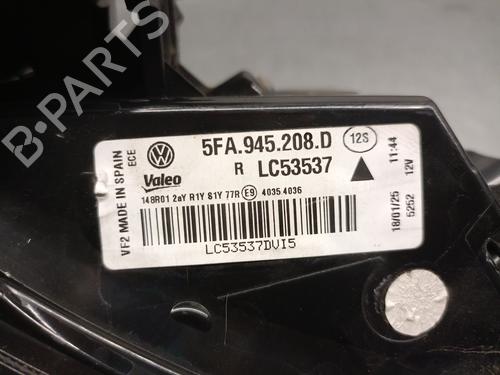 B-PARTS
VF2 MADE IN SPAIN
ECE
Valeo
5FA.945.208.D
12S
R LC53537
148R01 2aY R1Y S1Y 77R E9 4035 4036
LC53537DVI5
11:44
12V
18/01/25
5252